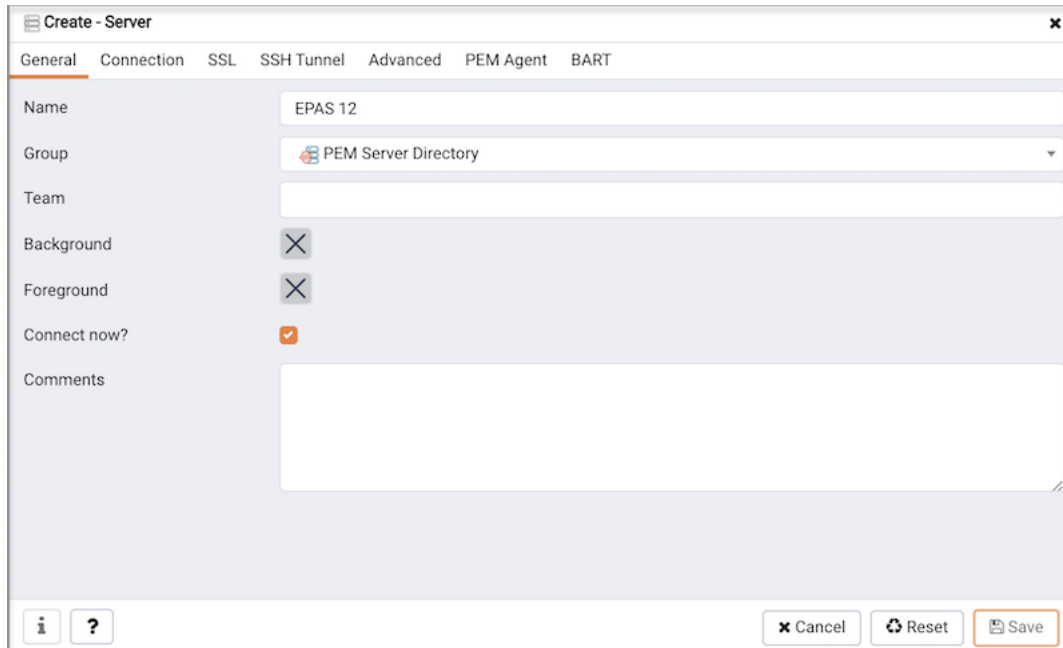 Create - Server
General Connection SSL SSH Tunnel Advanced PEM Agent BART
Name EPAS 12
Group PEM Server Directory
Team
Background
Foreground
Connect now?
Comments
i ? Cancel Reset Save